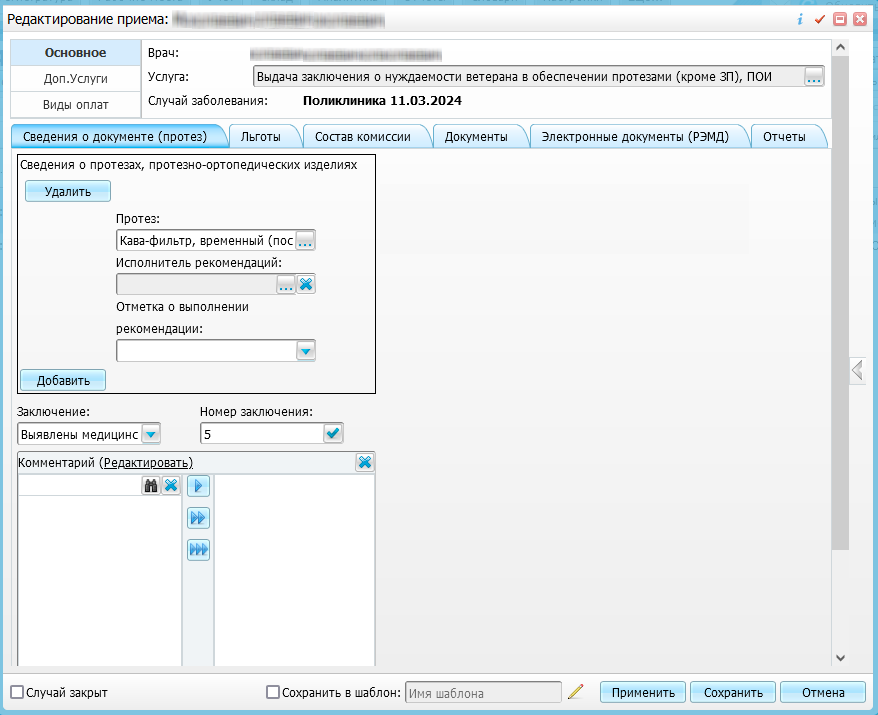 Редактирование приема:
Основное
Доп.Услуги
Виды оплат
Врач:
Услуга: Выдача заключения о нуждаемости ветерана в обеспечении протезами (кроме ЗП), ПОИ ...
Случай заболевания: Поликлиника 11.03.2024
Сведения о документе (протез) Льготы Состав комиссии Документы Электронные документы (РЭМД) Отчеты
Сведения о протезах, протезно-ортопедических изделиях
Удалить
Протез:
Кава-фильтр, временный (пос ...
Исполнитель рекомендаций:
...
Отметка о выполнении
рекомендации:
Добавить
Заключение: Номер заключения:
Выявлены медицинс 5
Комментарий (Редактировать)
Случай закрыт Сохранить в шаблон: Имя шаблона Применить Сохранить Отмена